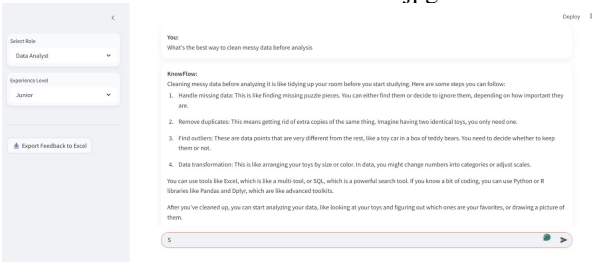 jpg
Deploy
Select Role
Data Analyst
Experience Level
Junior
Export Feedback to Excel
You:
What's the best way to clean messy data before analysis
KnowFlow:
Cleaning messy data before analyzing it is like tidying up your room before you start studying. Here are some steps you can follow:
1. Handle missing data: This is like finding missing puzzle pieces. You can either find them or decide to ignore them, depending on how important they
are.
2. Remove duplicates: This means getting rid of extra copies of the same thing. Imagine having two identical toys, you only need one.
3. Find outliers: These are data points that are very different from the rest, like a toy car in a box of teddy bears. You need to decide whether to keep
them or not.
4. Data transformation: This is like arranging your toys by size or color. In data, you might change numbers into categories or adjust scales.
You can use tools like Excel, which is like a multi-tool, or SQL, which is a powerful search tool. If you know a bit of coding, you can use Python or R
libraries like Pandas and Dplyr, which are like advanced toolkits.
After you've cleaned up, you can start analyzing your data, like looking at your toys and figuring out which ones are your favorites, or drawing a picture of
them.
S